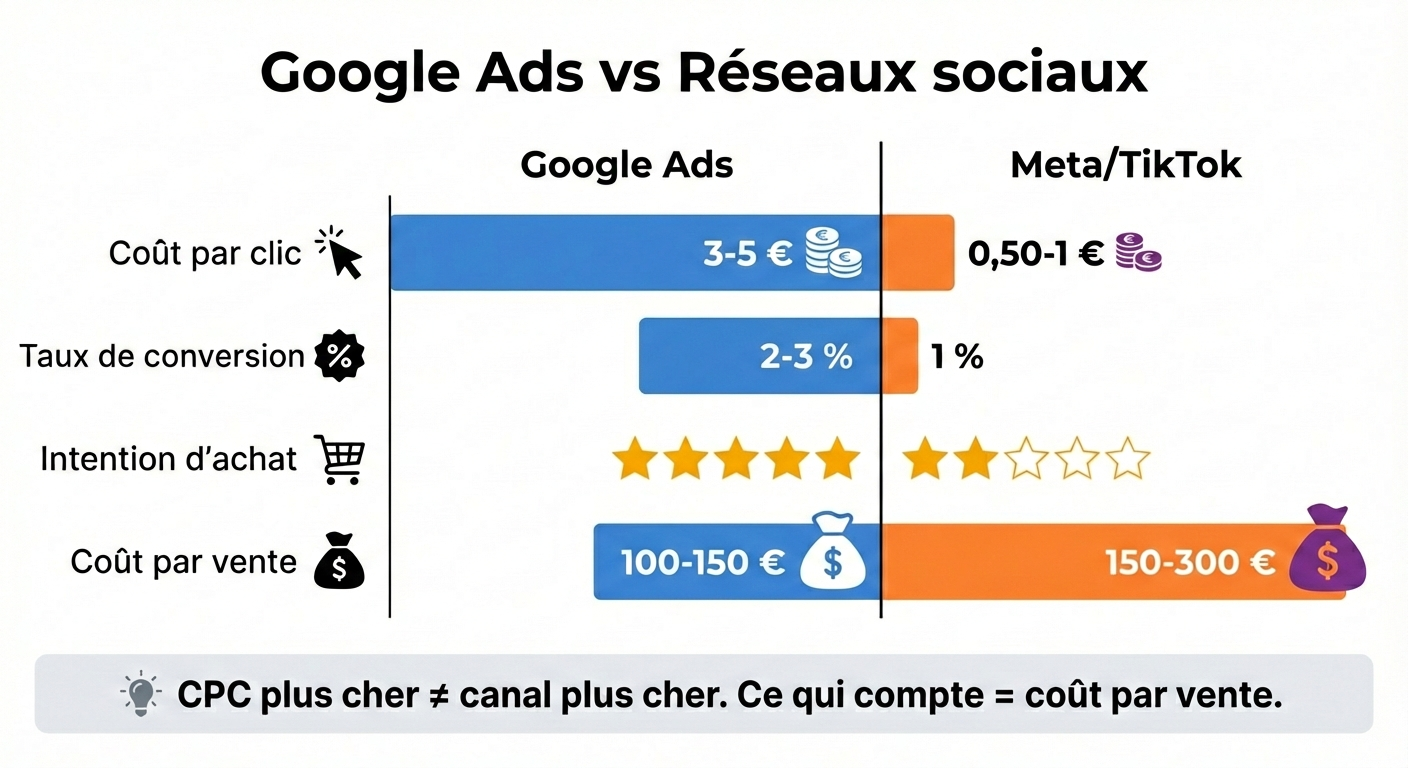 Google Ads vs Réseaux sociaux
Google Ads
Meta/TikTok
Coût par clic
3-5 €
0,50-1 €
Taux de conversion
2-3 %
1 %
Intention d’achat
Coût par vente
100-150 €
150-300 €
CPC plus cher ≠ canal plus cher. Ce qui compte = coût par vente.